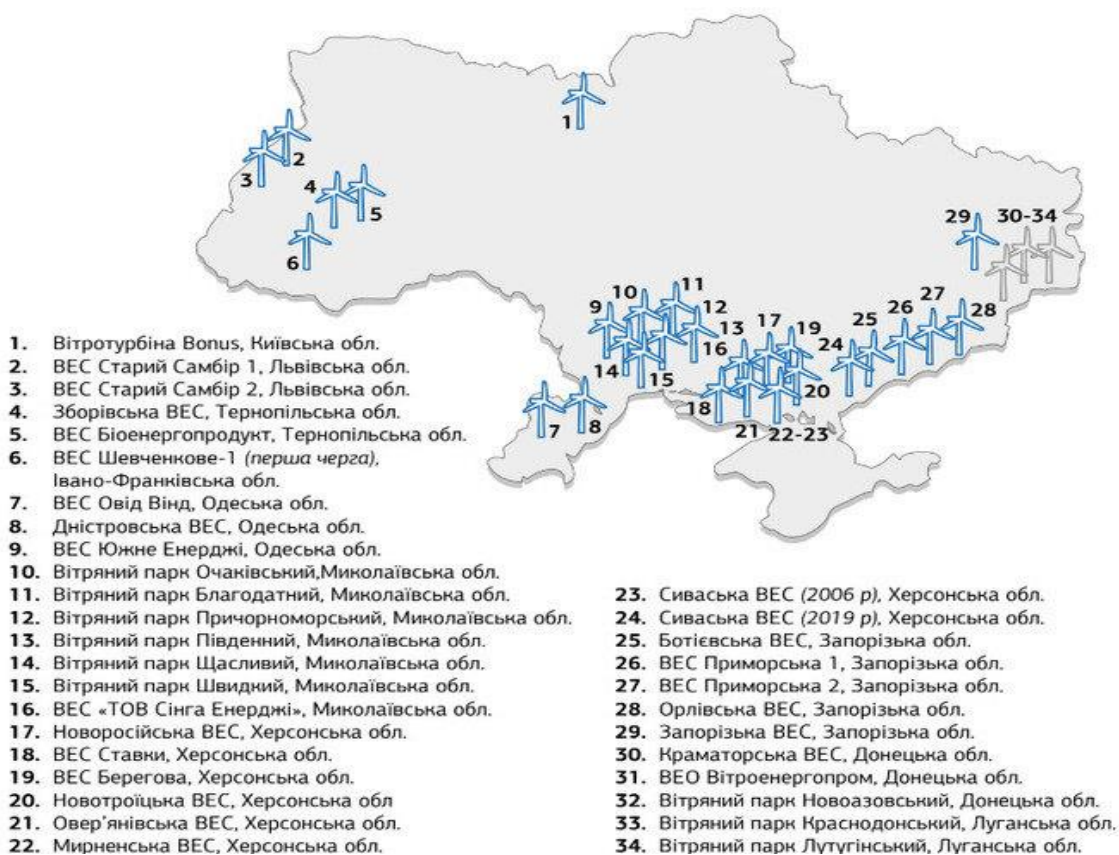 1
2
3
4
5
6
29
30-34
9
10
11
12
13
16
14
15
17
19
18
20
21
22-23
24
25
26
27
28
7
8
1. Вітротурбіна Bonus, Київська обл.
2. ВЕС Старий Самбір 1, Львівська обл.
3. ВЕС Старий Самбір 2, Львівська обл.
4. Зборівська ВЕС, Тернопільська обл.
5. ВЕС Біоенергопродукт, Тернопільська обл.
6. ВЕС Шевченкове-1 (перша черга),
Івано-Франківська обл.
7. ВЕС Овід Вінд, Одеська обл.
8. Дністровська ВЕС, Одеська обл.
9. ВЕС Южне Енерджі, Одеська обл.
10. Вітряний парк Очаківський,Миколаївська обл.
11. Вітряний парк Благодатний, Миколаївська обл.
12. Вітряний парк Причорноморський, Миколаївська обл.
13. Вітряний парк Південний, Миколаївська обл.
14. Вітряний парк Щасливий, Миколаївська обл.
15. Вітряний парк Швидкий, Миколаївська обл.
16. ВЕС «ТОВ Сінга Енерджі», Миколаївська обл.
17. Новоросійська ВЕС, Херсонська обл.
18. ВЕС Ставки, Херсонська обл.
19. ВЕС Берегова, Херсонська обл.
20. Новотроїцька ВЕС, Херсонська обл
21. Овер'янівська ВЕС, Херсонська обл.
22. Мирненська ВЕС, Херсонська обл.
23. Сиваська ВЕС (2006 р), Херсонська обл.
24. Сиваська ВЕС (2019 р), Херсонська обл.
25. Ботієвська ВЕС, Запорізька обл.
26. ВЕС Приморська 1, Запорізька обл.
27. ВЕС Приморська 2, Запорізька обл.
28. Орлівська ВЕС, Запорізька обл.
29. Запорізька ВЕС, Запорізька обл.
30. Краматорська ВЕС, Донецька обл.
31. ВЕО Вітроенергопром, Донецька обл.
32. Вітряний парк Новоазовський, Донецька обл.
33. Вітряний парк Краснодонський, Луганська обл.
34. Вітряний парк Лутугінський, Луганська обл.